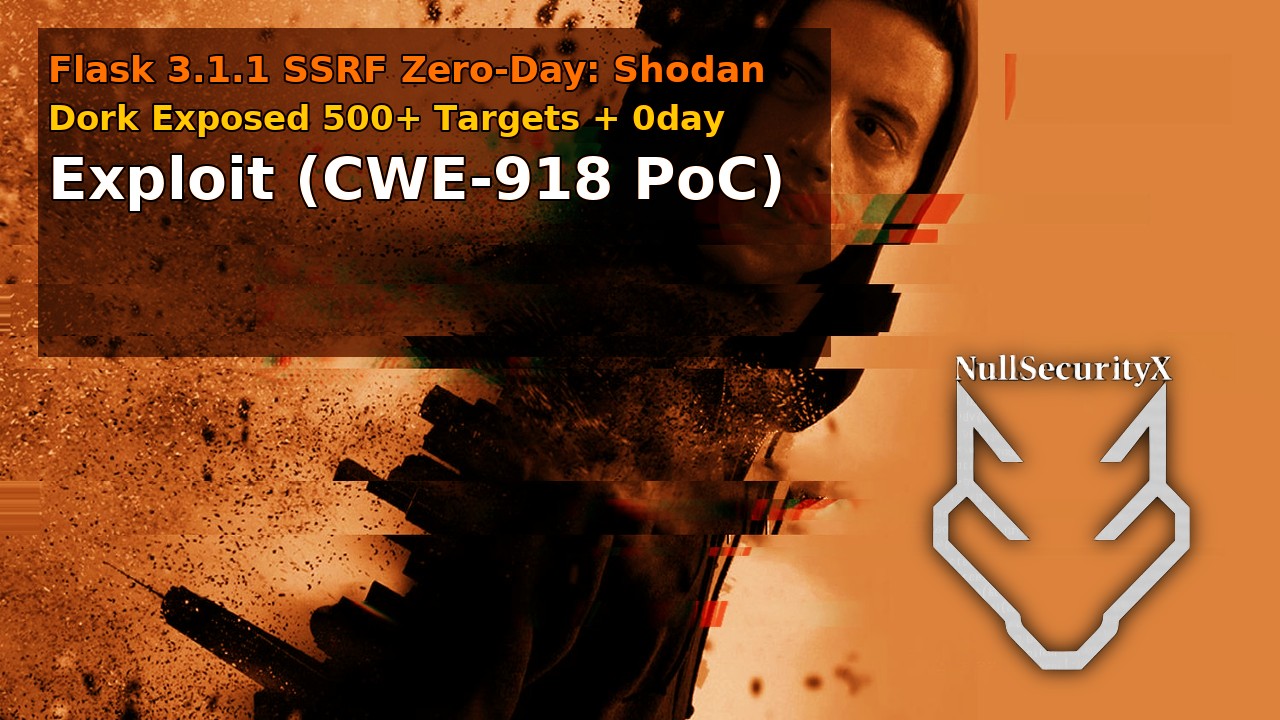 Flask 3.1.1 SSRF Zero-Day: Shodan
Dork Exposed 500+ Targets + 0day
Exploit (CWE-918 PoC)
NullSecurityX